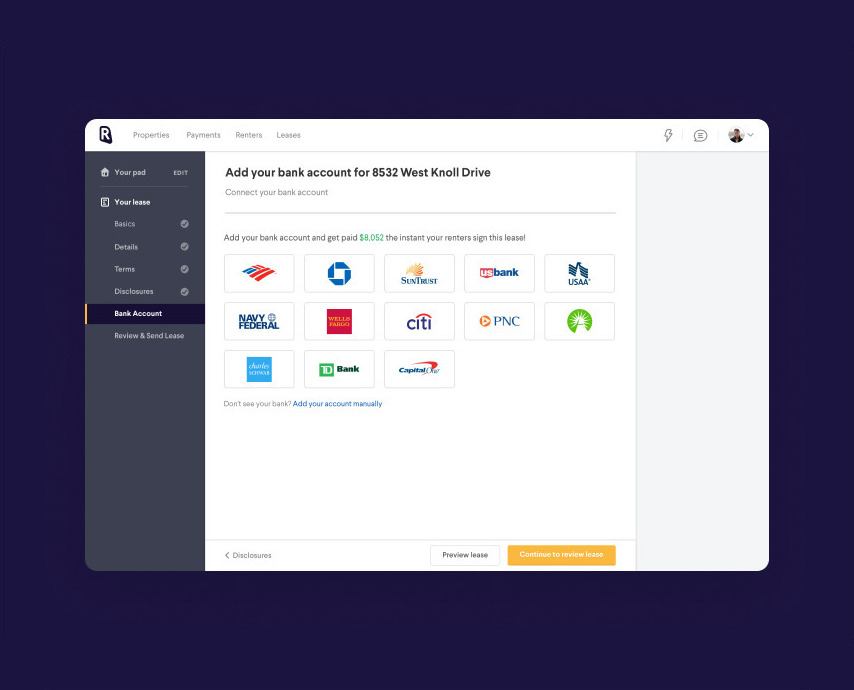 R
Properties Payments Renters Leases
Your pad EDIT
Your lease
Basics
Details
Terms
Disclosures
Bank Account
Review & Send Lease
Add your bank account for 8532 West Knoll Drive
Connect your bank account
Add your bank account and get paid $8,052 the instant your renters sign this lease!
SUNTRUST
usbank
USAA®
NAVY FEDERAL
WELLS
FARGO
citi
PNC
charles
SCHWAB
TD Bank
Capital One
Don't see your bank? Add your account manually
Disclosures
Preview lease
Continue to review lease